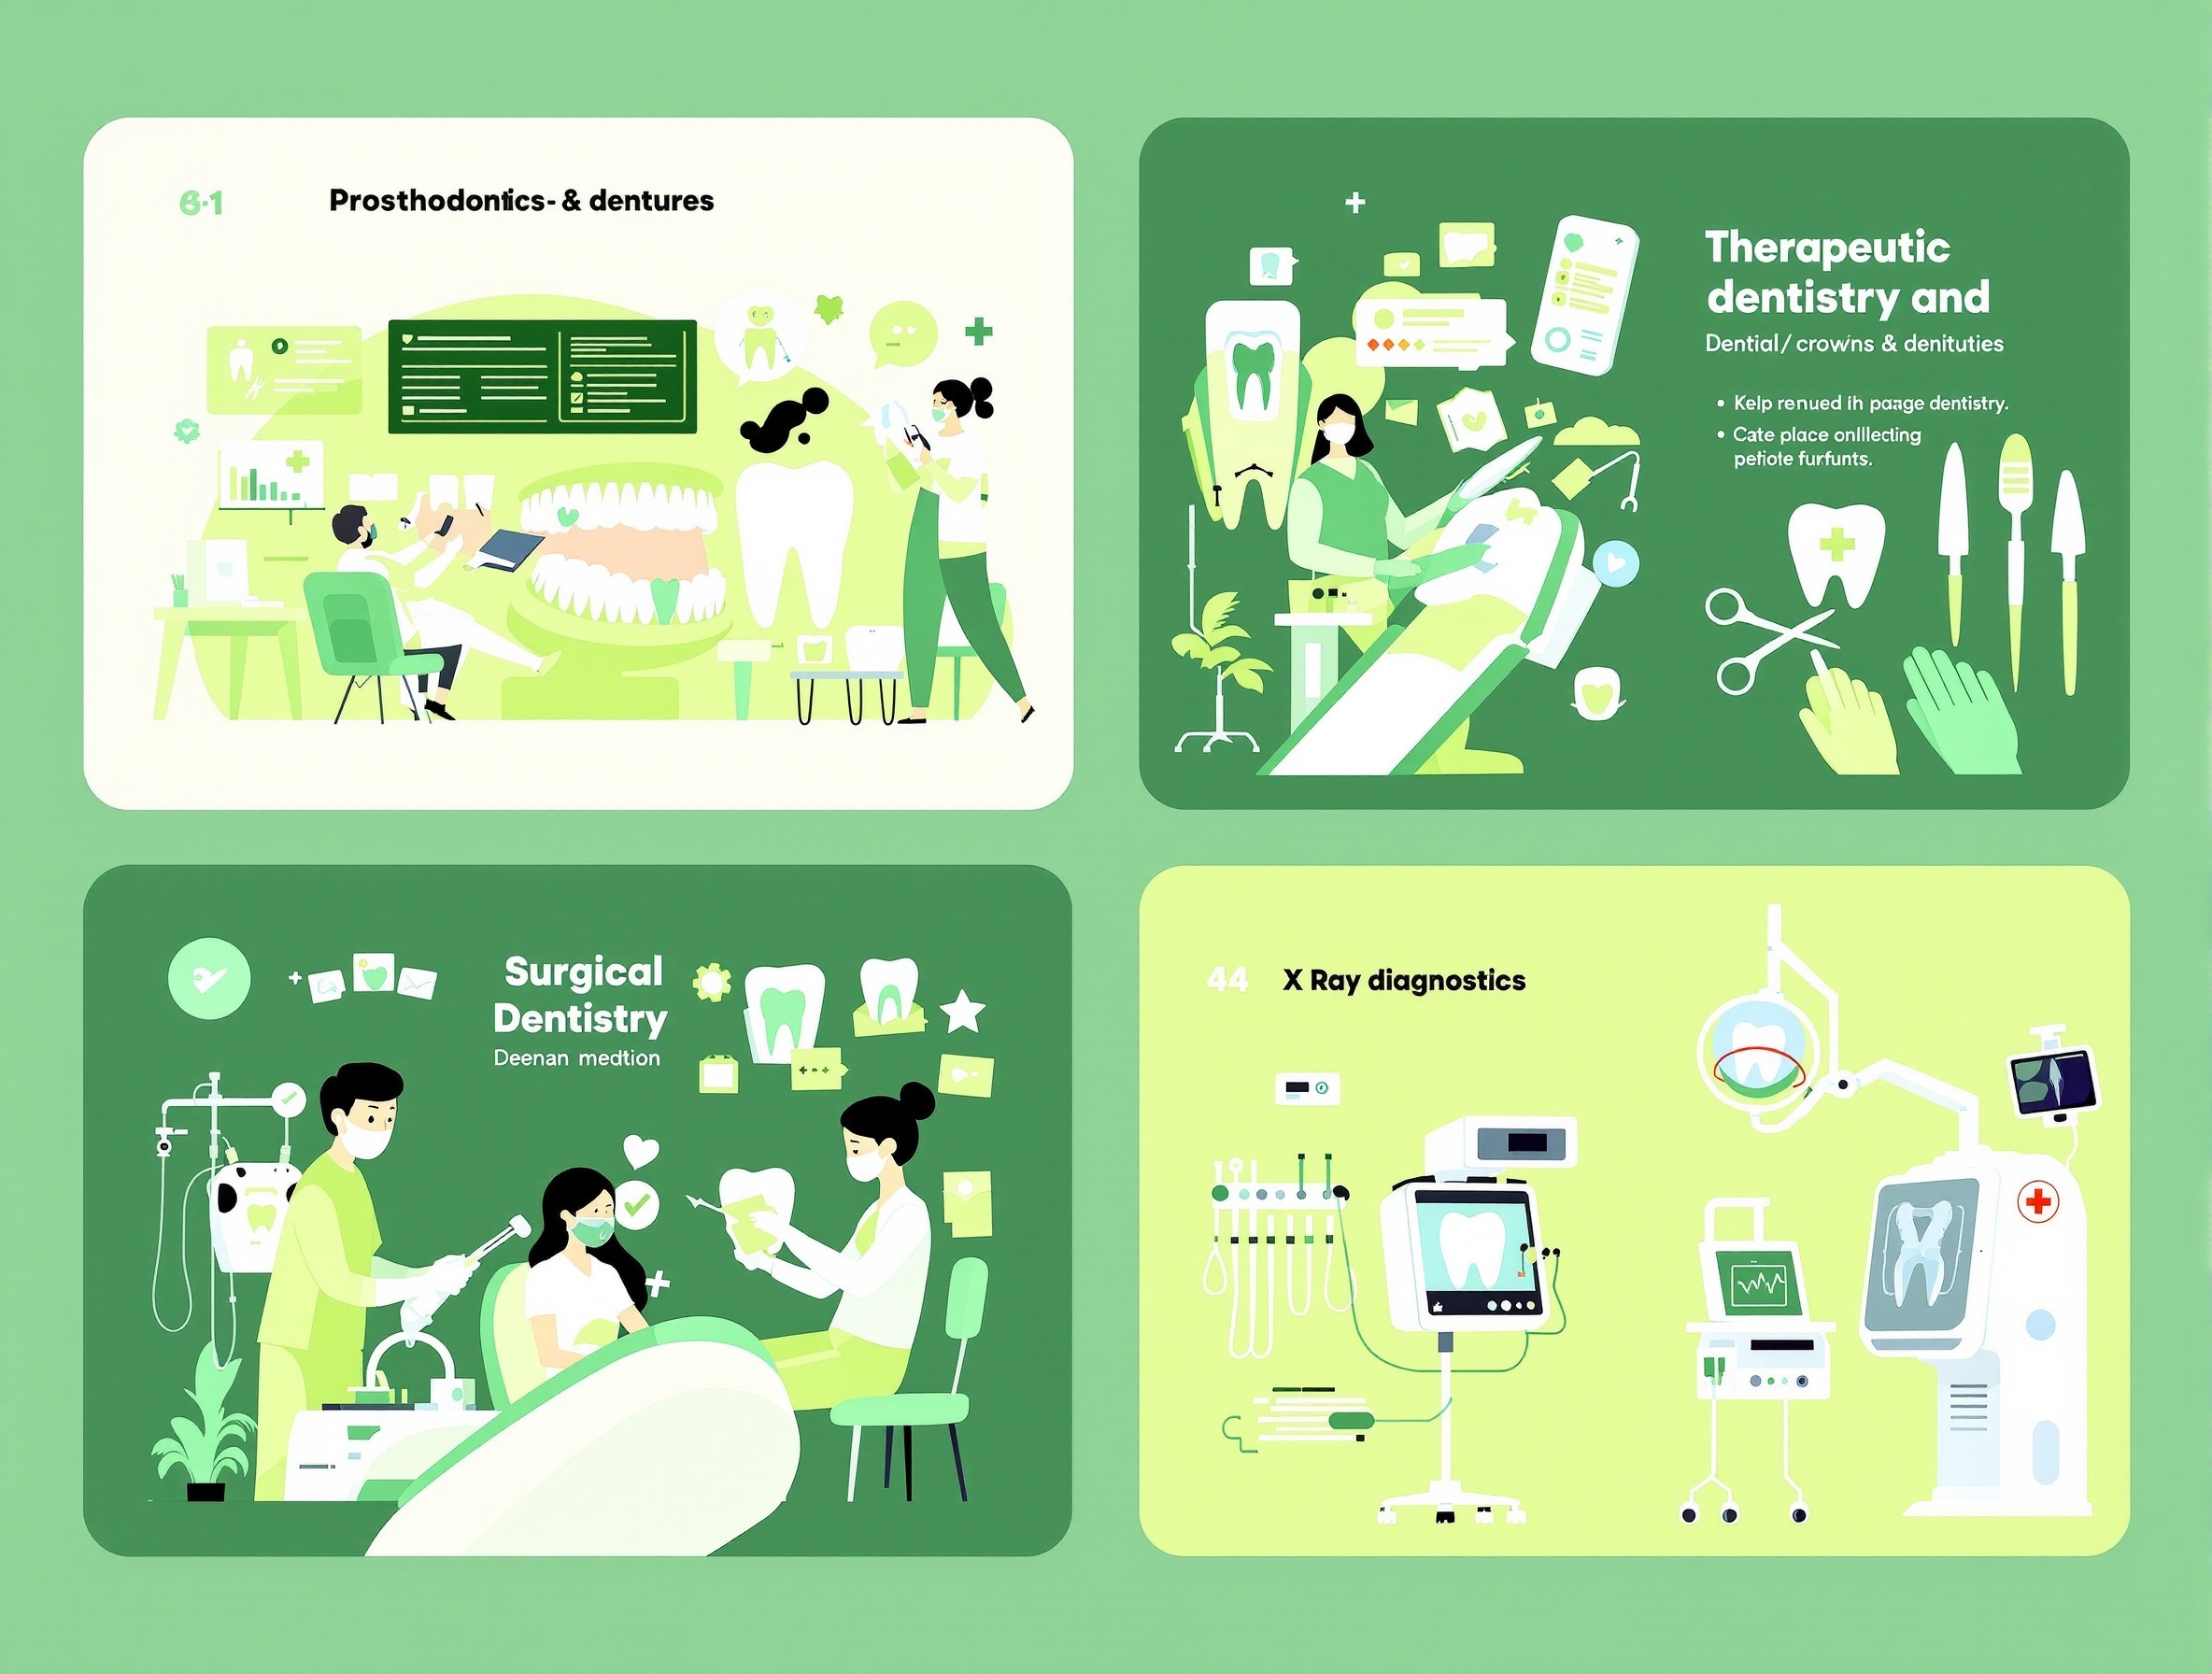 6·1
Prosthodontics- & dentures
Therapeutic
dentistry and
Dential/crowns & denituties
• Kelp renued ih paage dentistry.
• Cate place onlllecting
petiote furfunts.
Surgical
Dentistry
Deenan medtion
44
X Ray diagnostics